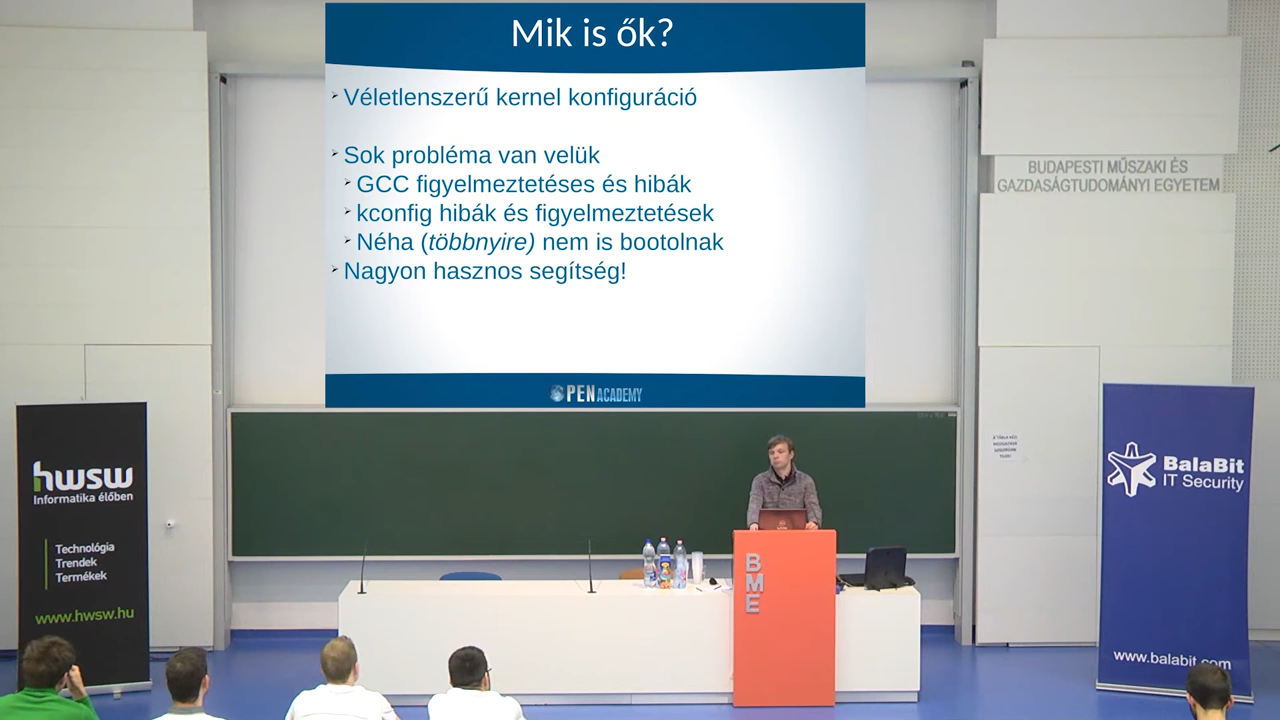 Mik is ők?
Véletlenszerű kernel konfiguráció
Sok probléma van velük
GCC figyelmeztetéses és hibák
kconfig hibák és figyelmeztetések
Néha (többnyire) nem is bootolnak
Nagyon hasznos segítség!
OPEN ACADEMY
BUDAPESTI MŰSZAKI ÉS
GAZDASÁGTUDOMÁNYI EGYETEM
hwsw
Informatika élőben
Technológia
Trendek
Termékek
www.hwsw.hu
BME
BalaBit
IT Security
www.balabit.com